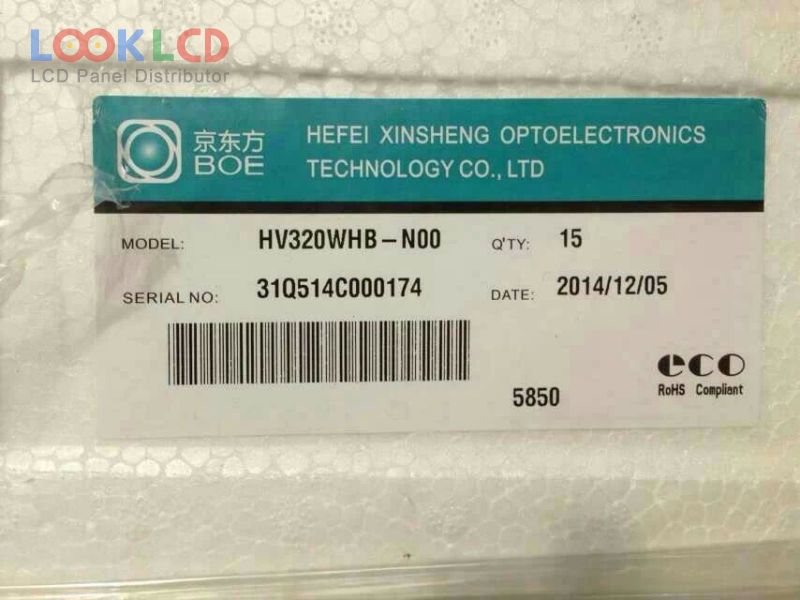 LOOKLCD
LCD Panel Distributor
京东方
BOE
HEFEI XINSHENG OPTOELECTRONICS
TECHNOLOGY CO., LTD
MODEL: HV320WHB-N00 Q'TY: 15
SERIAL NO: 31Q514C000174 DATE: 2014/12/05
5850
eco
RoHS Compliant